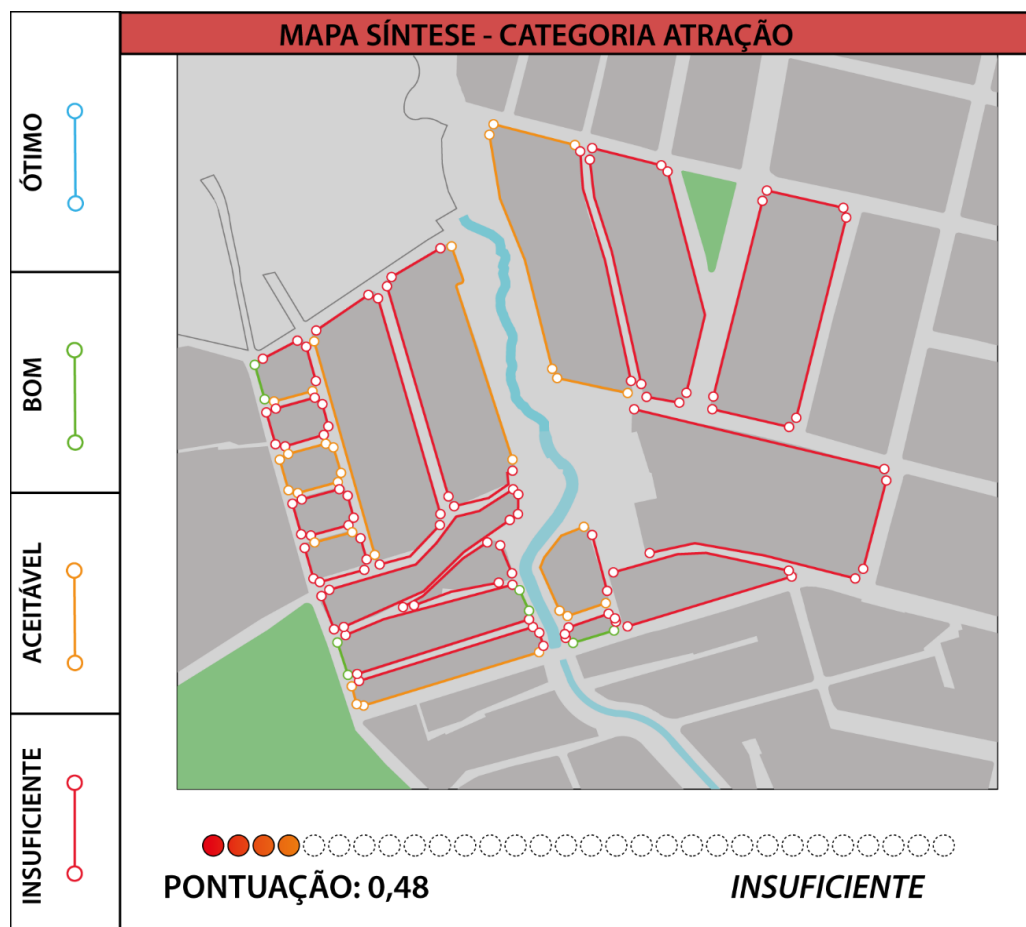 MAPA SÍNTESE - CATEGORIA ATRAÇÃO
ÓTIMO
BOM
ACEITÁVEL
INSUFICIENTE
PONTUAÇÃO: 0,48
INSUFICIENTE